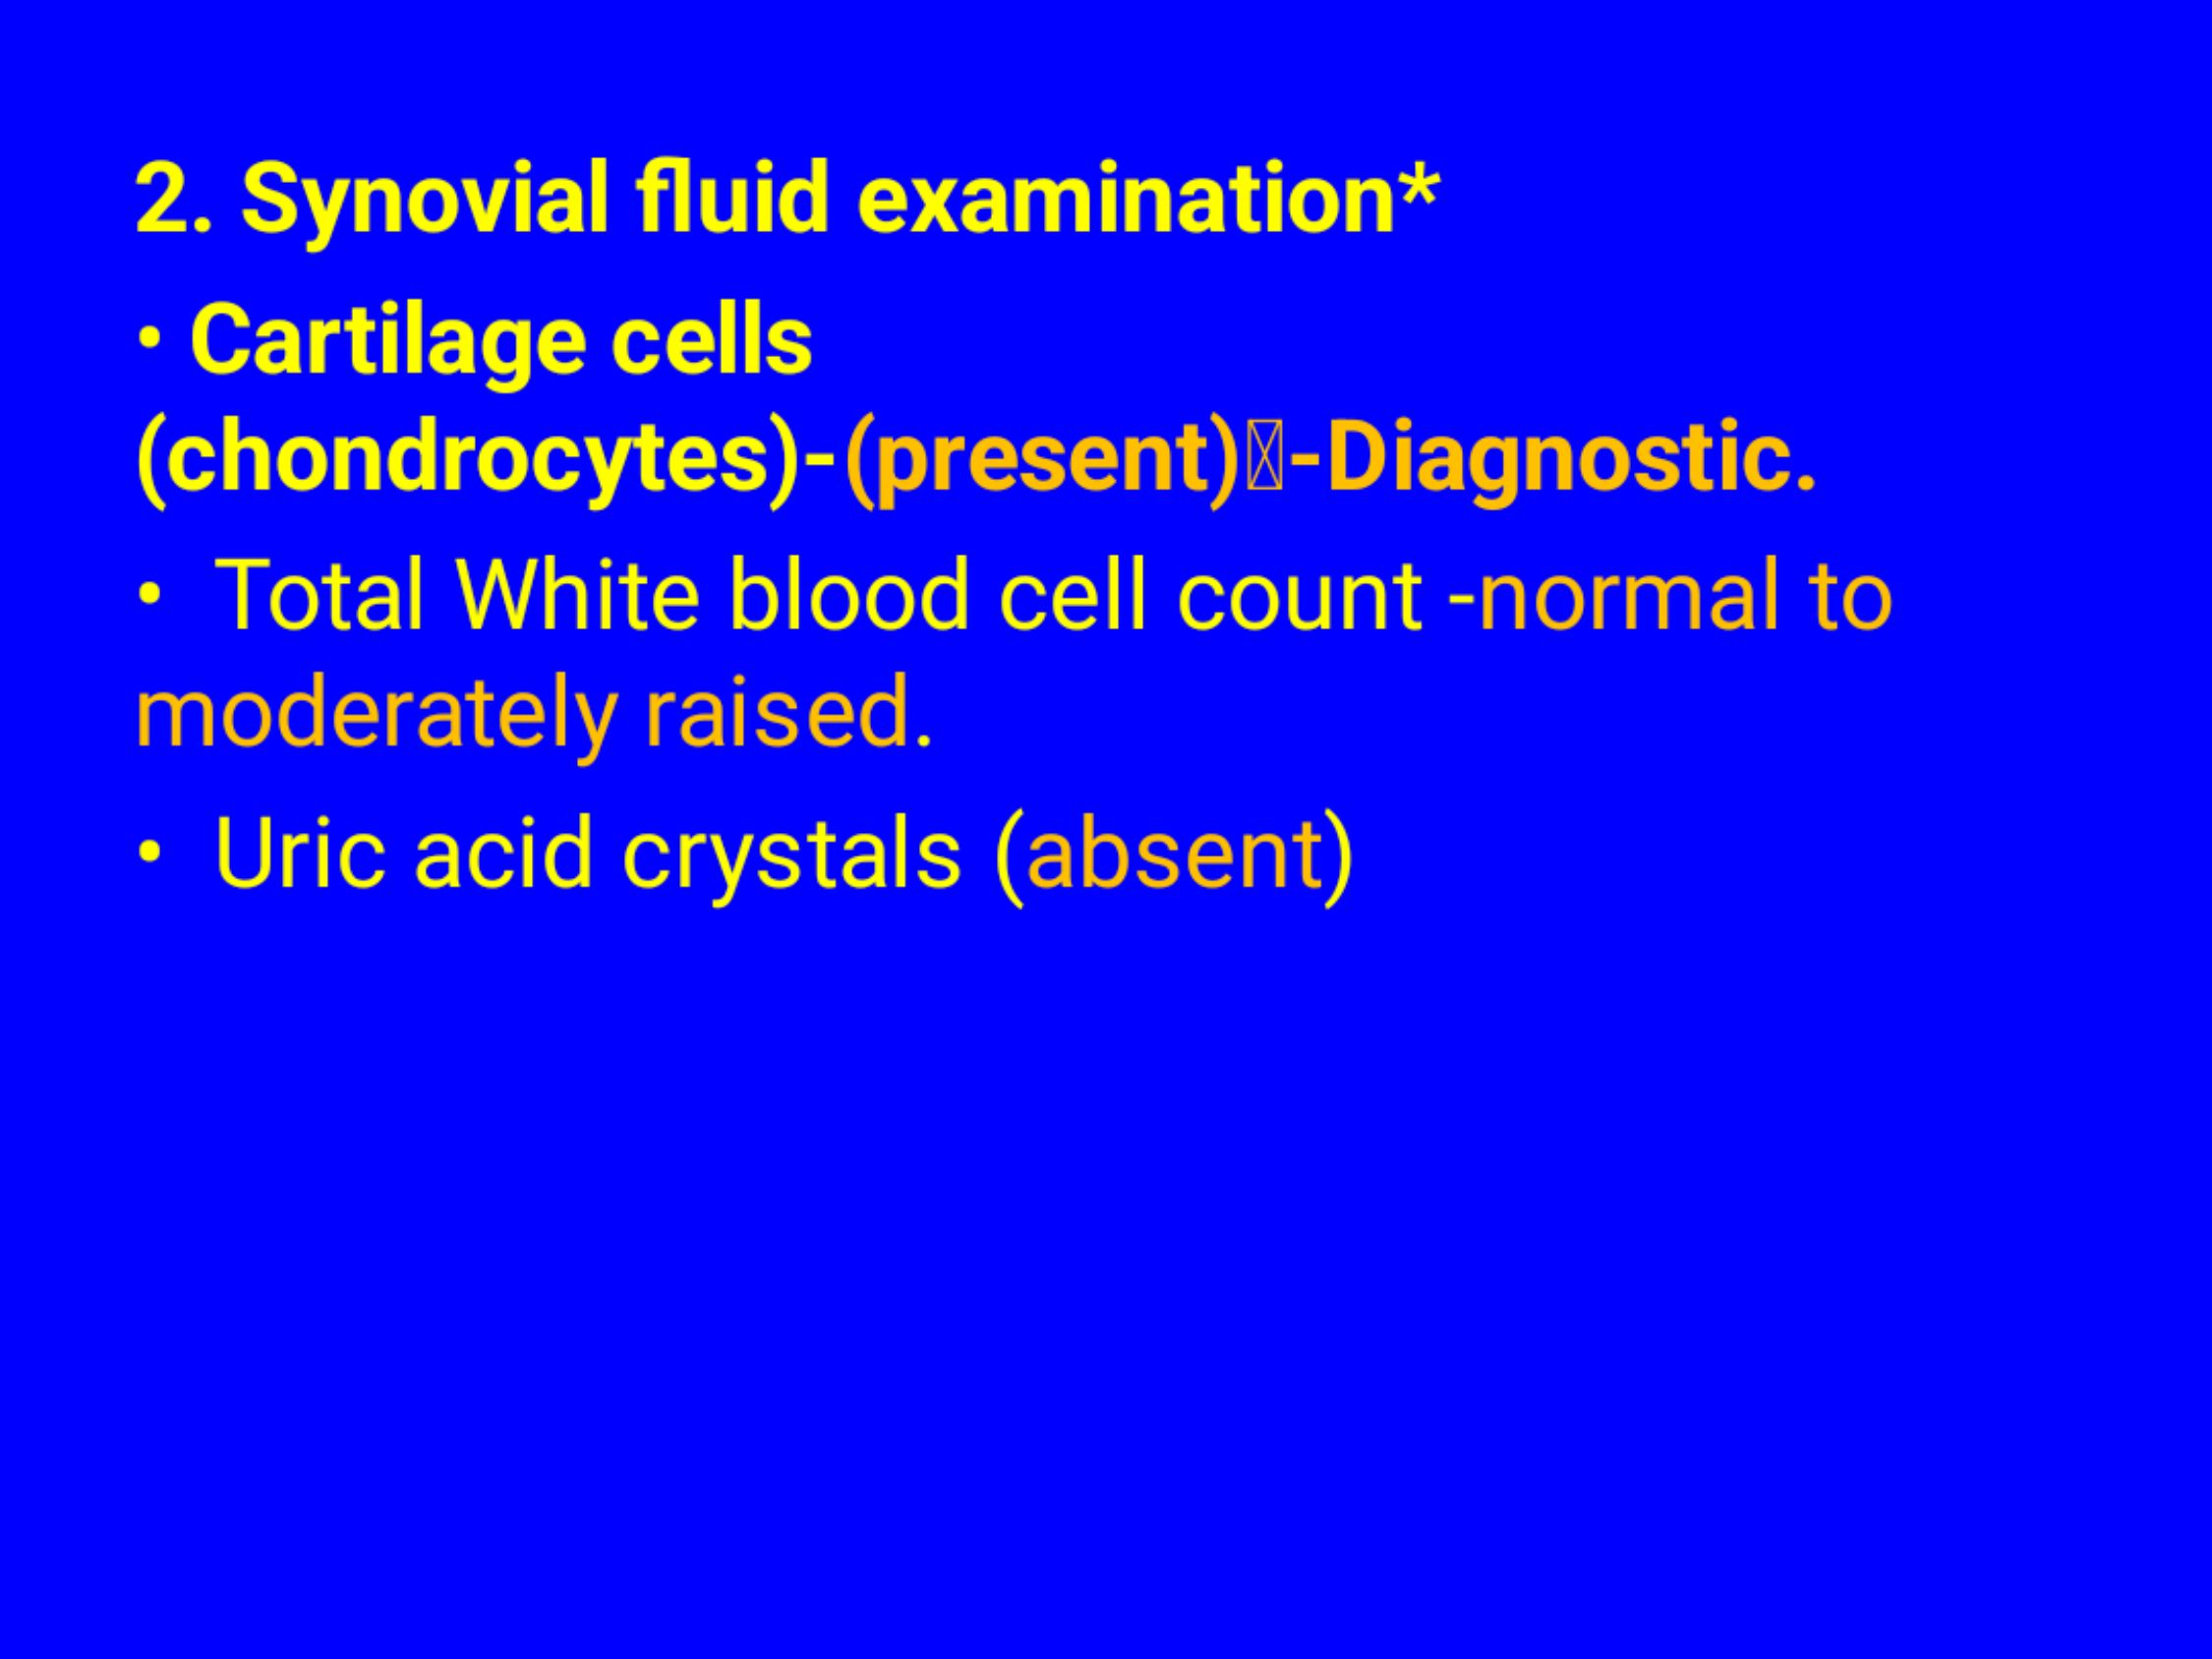 2. Synovial fluid examination*
• Cartilage cells
(chondrocytes)-(present)-Diagnostic.
• Total White blood cell count -normal to
moderately raised.
• Uric acid crystals (absent)